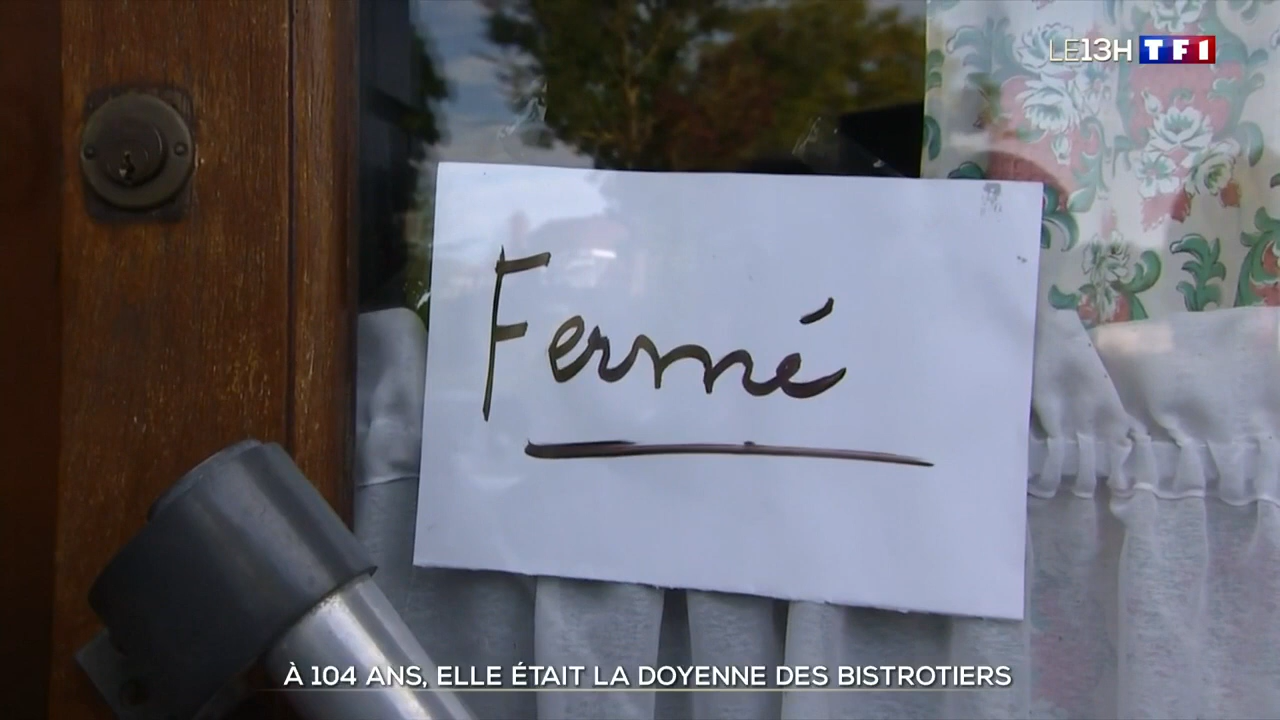 LE13H TF1
Fermé
À 104 ANS, ELLE ÉTAIT LA DOYENNE DES BISTROTIERS